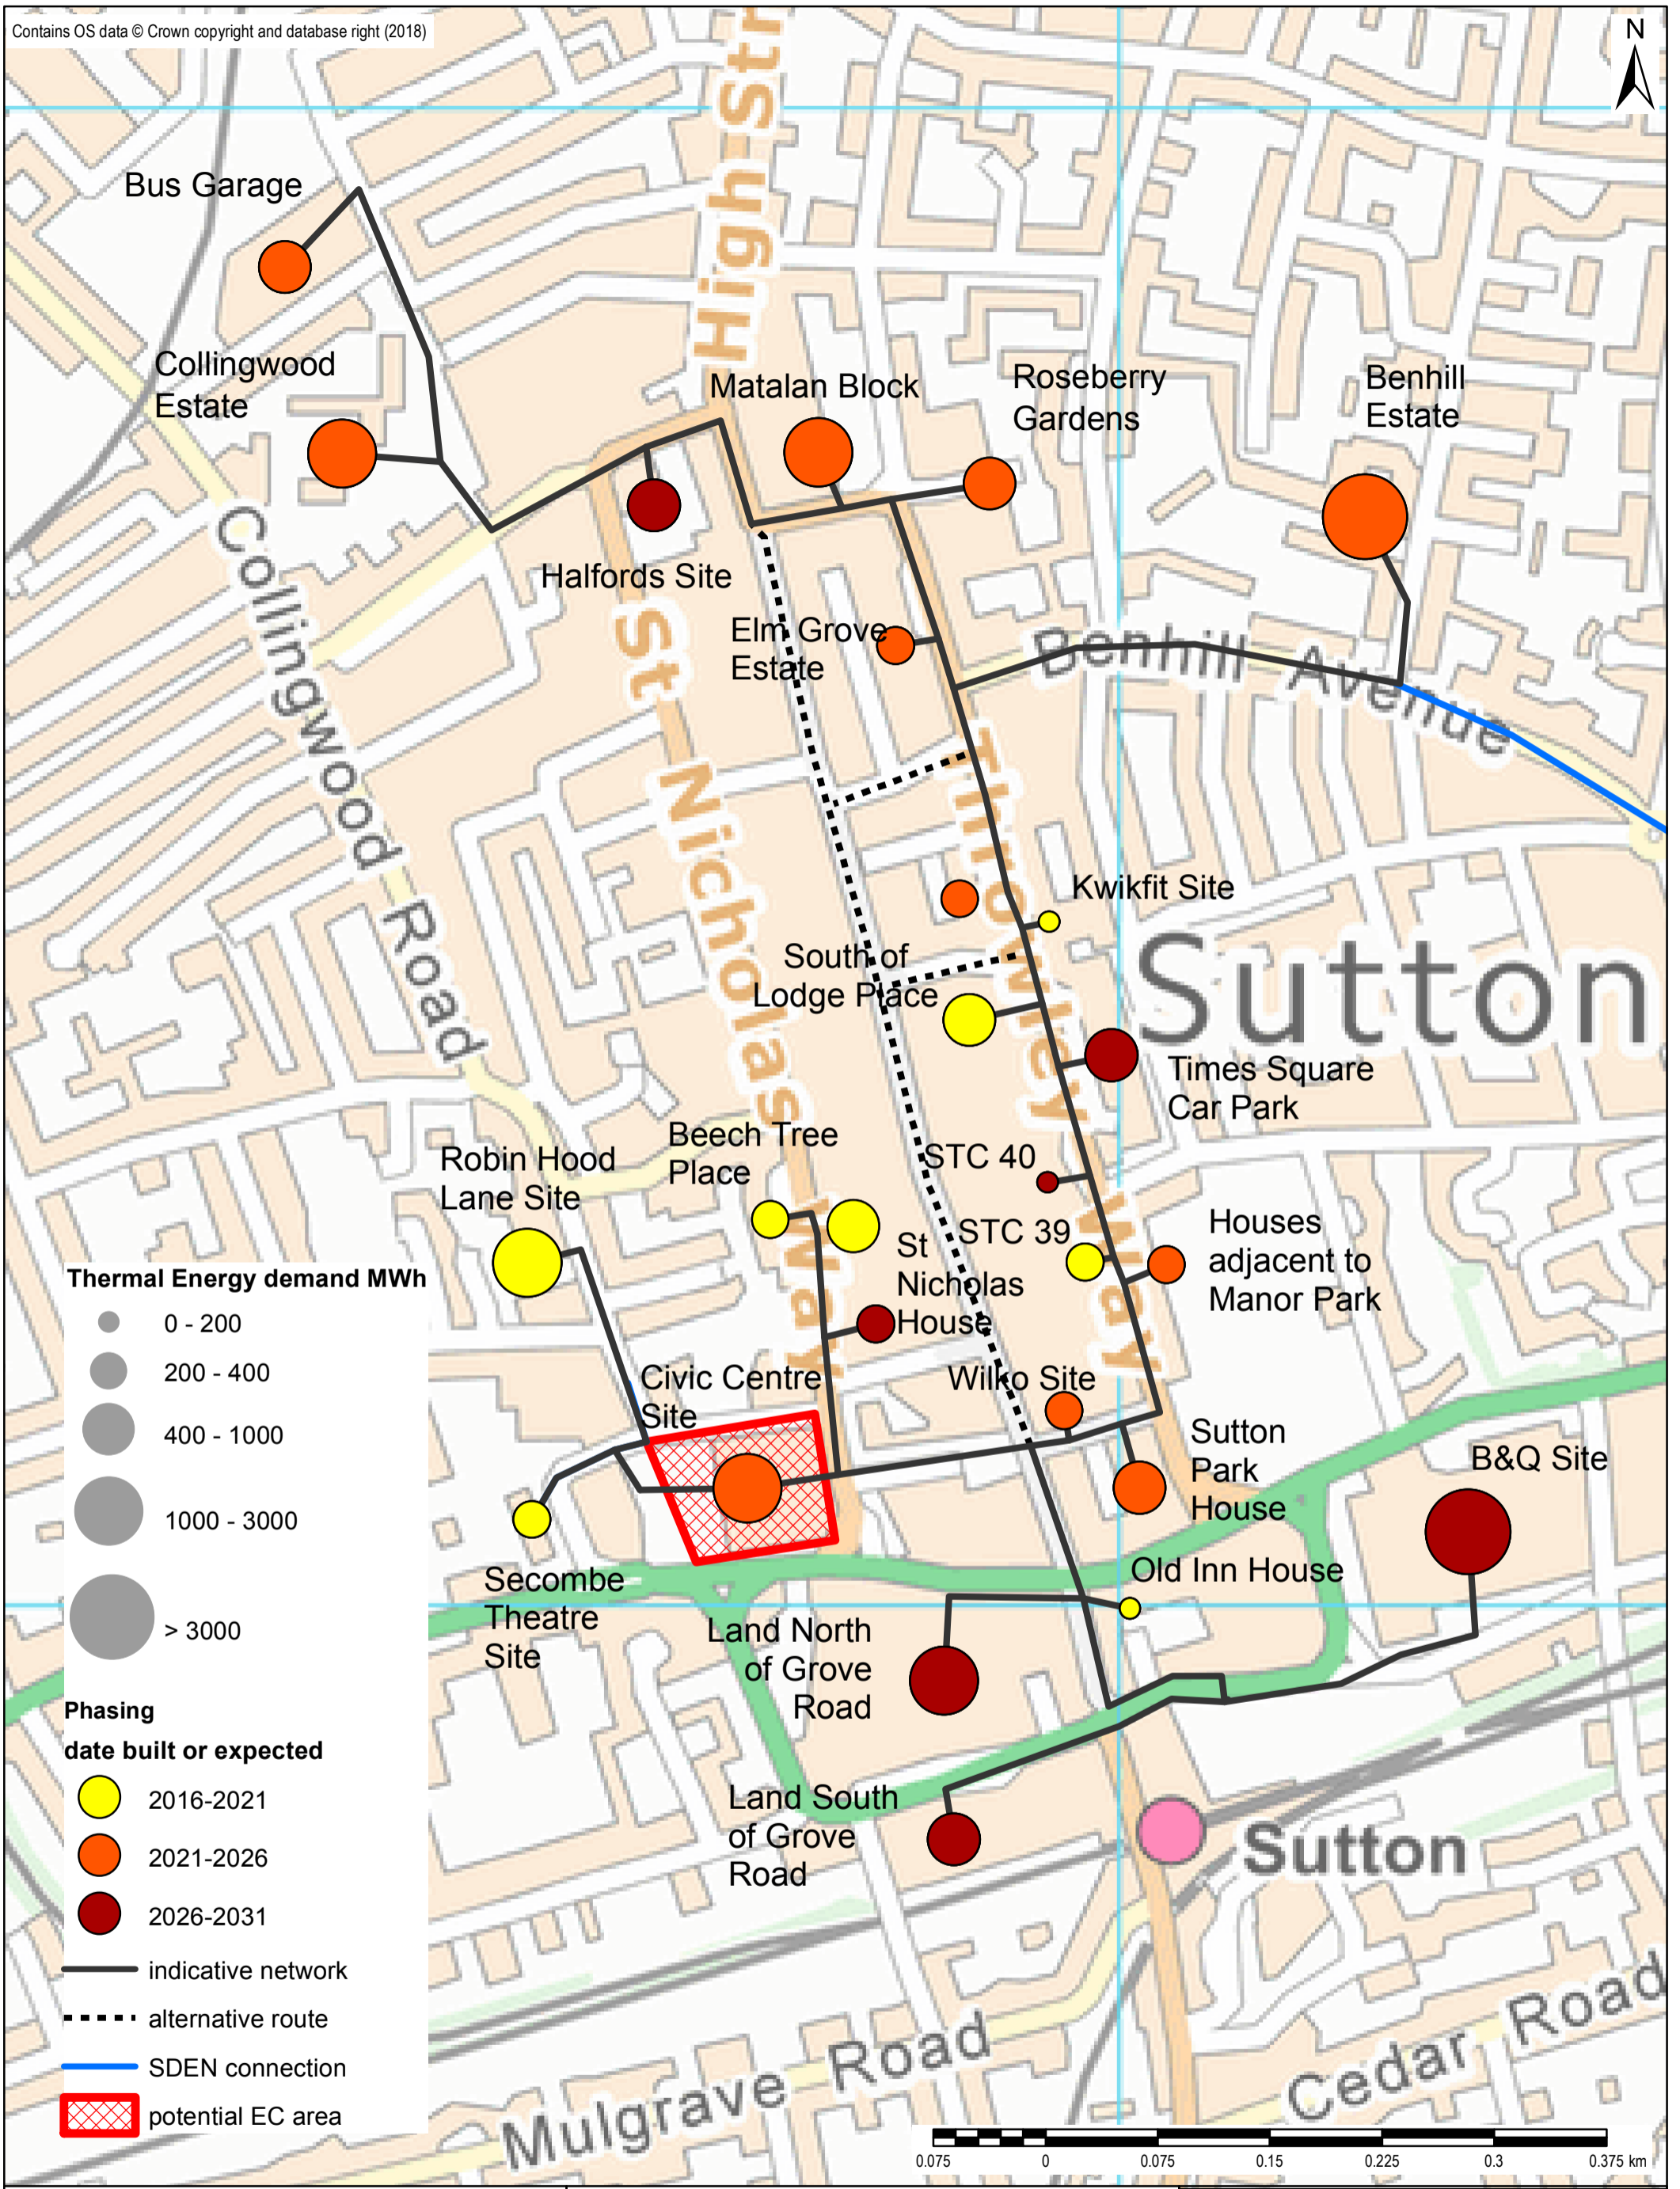 Contains OS data © Crown copyright and database right (2018)
N
High Str
Bus Garage
Collingwood
Estate
Matalan Block
Roseberry
Gardens
Benhill
Estate
Halfords Site
Elm Grove
Estate
Benhill Avenue
Collingwood Road
St Nicholas Way
Throwley Way
Kwikfit Site
South of
Lodge Place
Sutton
Times Square
Car Park
Beech Tree
Place
STC 40
Robin Hood
Lane Site
STC 39
Houses
adjacent to
Manor Park
St
Nicholas
House
Civic Centre
Site
Wilko Site
Sutton
Park
House
B&Q Site
Old Inn House
Secombe
Theatre
Site
Land North
of Grove
Road
Land South
of Grove
Road
Sutton
Mulgrave Road
Cedar Road
Thermal Energy demand MWh
0 - 200
200 - 400
400 - 1000
1000 - 3000
> 3000
Phasing
date built or expected
2016-2021
2021-2026
2026-2031
indicative network
alternative route
SDEN connection
potential EC area
0.075 0 0.075 0.15 0.225 0.3 0.375 km